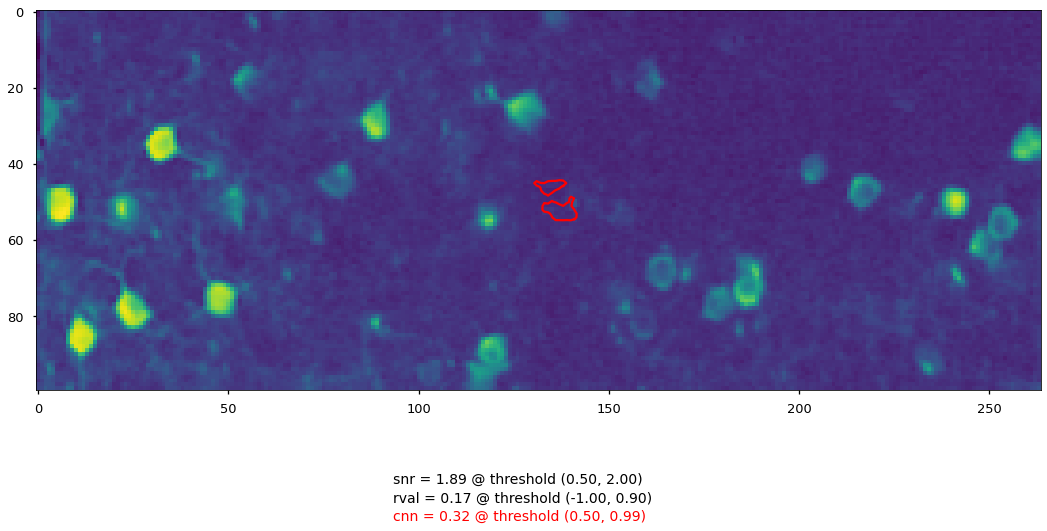 0
20
40
60
80
0 50 100 150 200 250
snr = 1.89 @ threshold (0.50, 2.00)
rval = 0.17 @ threshold (-1.00, 0.90)
cnn = 0.32 @ threshold (0.50, 0.99)